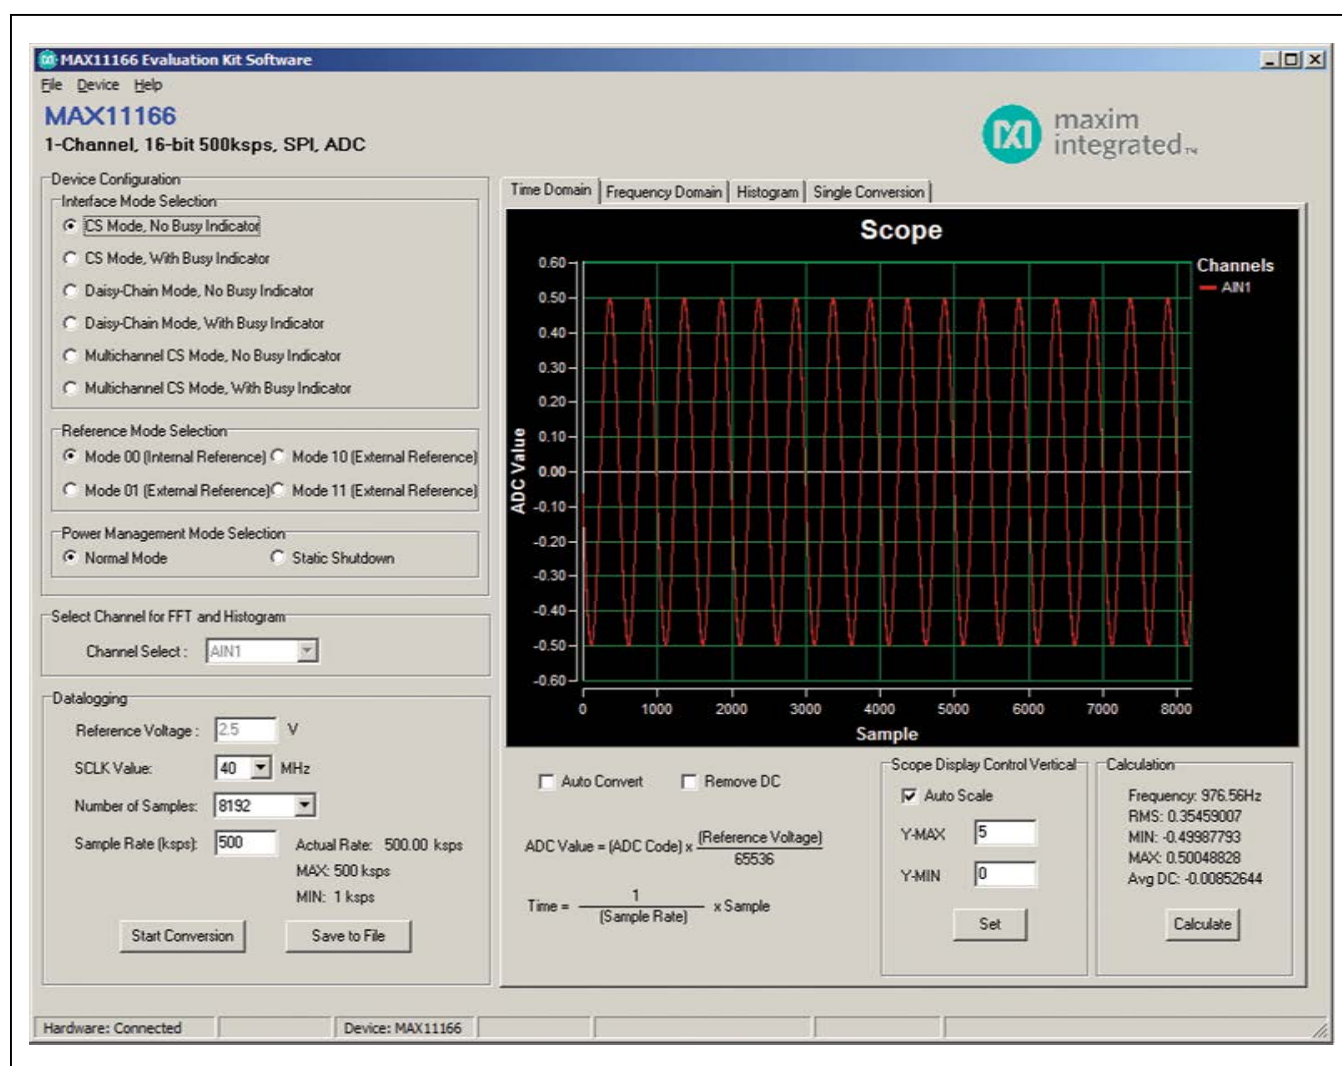 MAX11166 Evaluation Kit Software
File Device Help
MAX11166
1-Channel, 16-bit 500ksps, SPI, ADC
maxim
integrated™
Device Configuration
Interface Mode Selection
CS Mode, No Busy Indicator
CS Mode, With Busy Indicator
Daisy-Chain Mode, No Busy Indicator
Daisy-Chain Mode, With Busy Indicator
Multichannel CS Mode, No Busy Indicator
Multichannel CS Mode, With Busy Indicator
Reference Mode Selection
Mode 00 (Internal Reference) Mode 10 (External Reference)
Mode 01 (External Reference) Mode 11 (External Reference)
Power Management Mode Selection
Normal Mode Static Shutdown
Select Channel for FFT and Histogram
Channel Select : AIN1
Datalogging
Reference Voltage : 2.5 V
SCLK Value: 40 MHz
Number of Samples: 8192
Sample Rate (ksps): 500 Actual Rate: 500.00 ksps
MAX: 500 ksps
MIN: 1 ksps
Start Conversion Save to File
Time Domain Frequency Domain Histogram Single Conversion
Scope
Channels
AIN1
ADC Value
0.60
0.50
0.40
0.30
0.20
0.10
0.00
-0.10
-0.20
-0.30
-0.40
-0.50
-0.60
0 1000 2000 3000 4000 5000 6000 7000 8000
Sample
Auto Convert Remove DC
ADC Value = (ADC Code) x (Reference Voltage)
65536
Time = 1 x Sample
(Sample Rate)
Scope Display Control Vertical
Auto Scale
Y-MAX 5
Y-MIN 0
Set
Calculation
Frequency: 976.56Hz
RMS: 0.35459007
MIN: -0.49987793
MAX: 0.50048828
Avg DC: -0.00852644
Calculate
Hardware: Connected Device: MAX11166